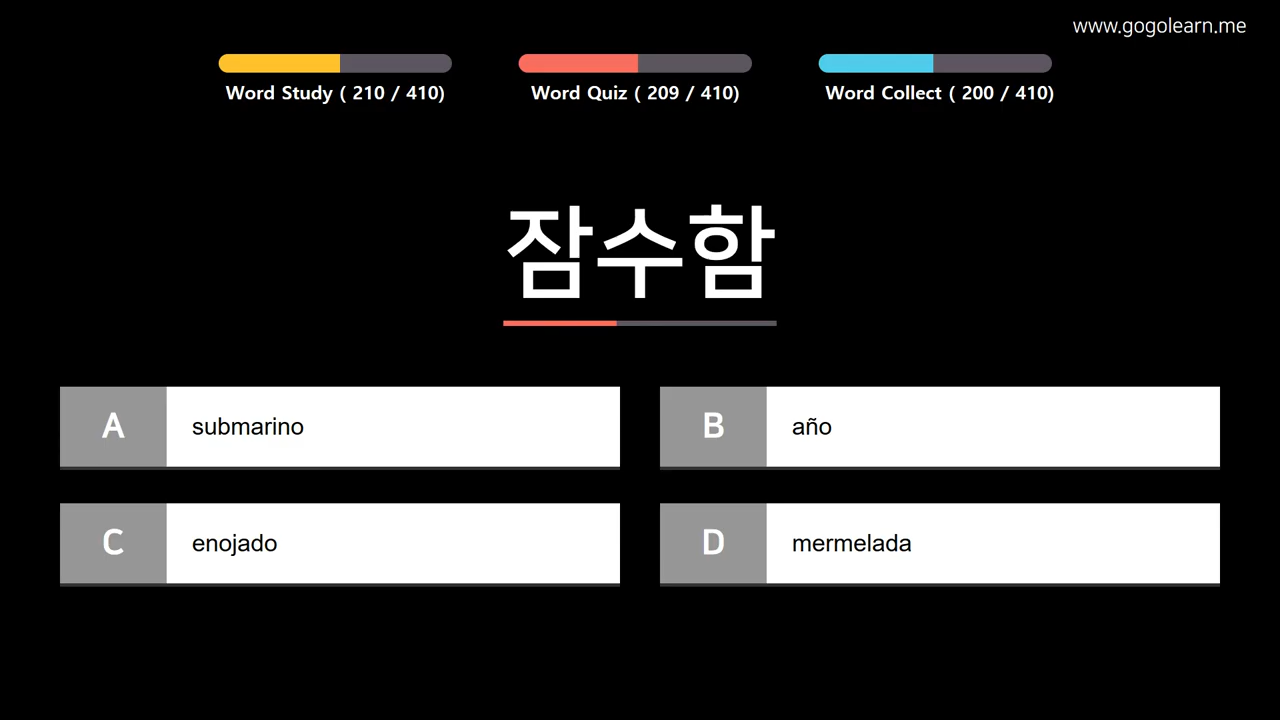 www.gogolearn.me
Word Study ( 210 / 410)
Word Quiz ( 209 / 410)
Word Collect ( 200 / 410)
잠수함
A submarino
B año
C enojado
D mermelada